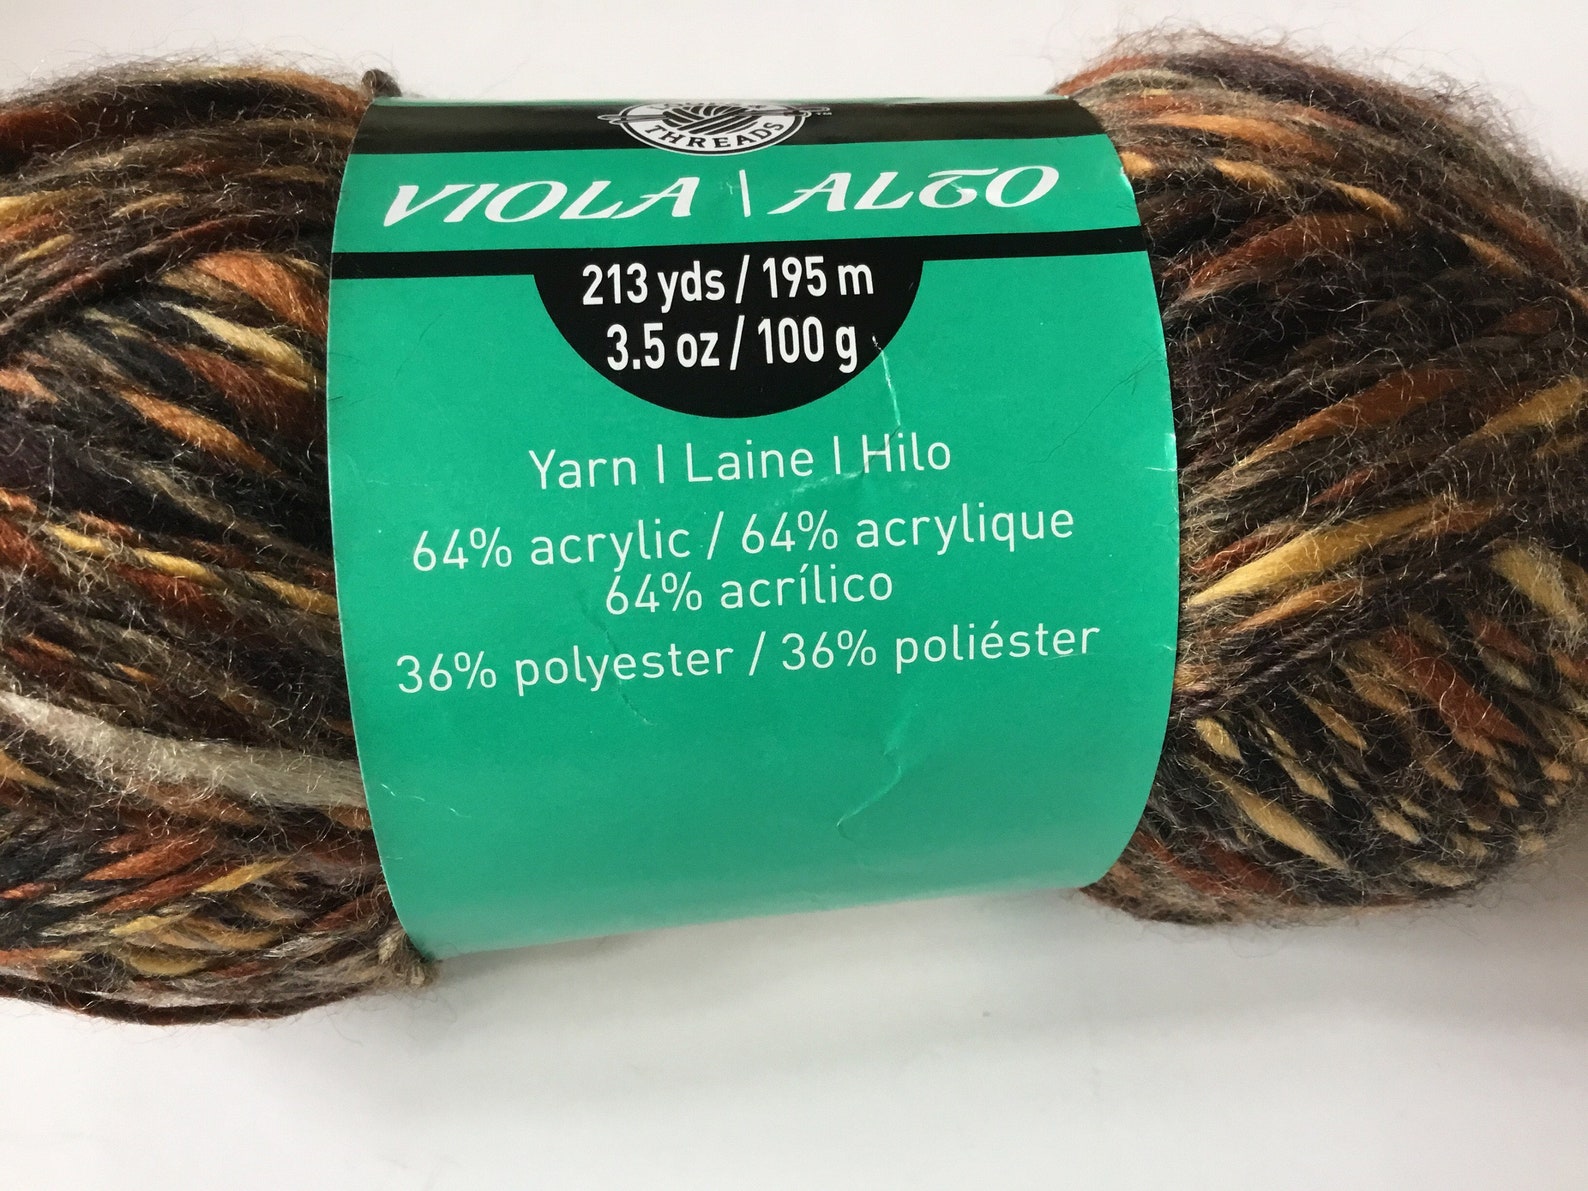 THREADS
TM
VIOLA | ALTO
213 yds / 195 m
3.5 oz / 100 g
Yarn | Laine | Hilo
64% acrylic / 64% acrylique
64% acrílico
36% polyester / 36% poliéster